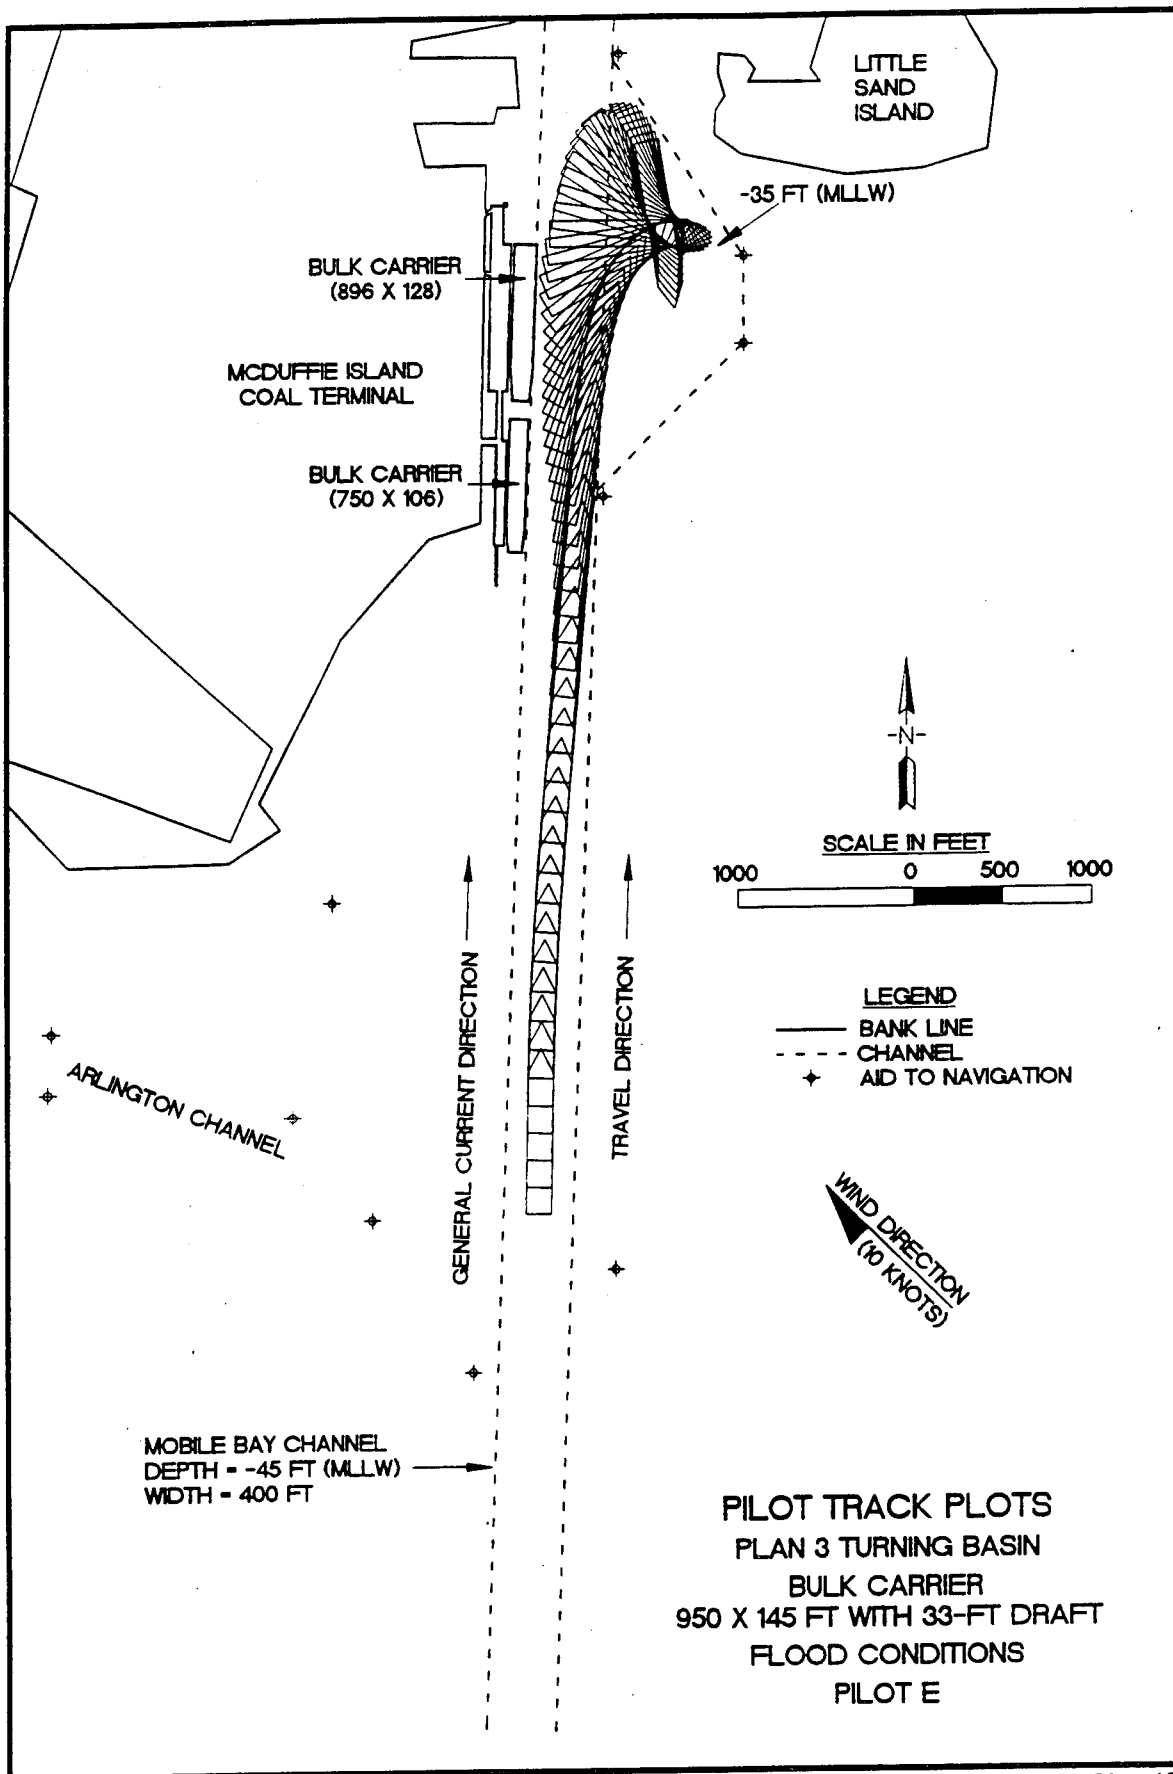 LITTLE
SAND
ISLAND
-35 FT (MLLW)
BULK CARRIER
(896 X 128)
MCDUFFIE ISLAND
COAL TERMINAL
BULK CARRIER
(750 X 106)
-N-
SCALE IN FEET
1000 0 500 1000
GENERAL CURRENT DIRECTION
TRAVEL DIRECTION
LEGEND
BANK LINE
CHANNEL
AID TO NAVIGATION
ARLINGTON CHANNEL
WIND DIRECTION
(10 KNOTS)
MOBILE BAY CHANNEL
DEPTH = -45 FT (MLLW)
WIDTH = 400 FT
PILOT TRACK PLOTS
PLAN 3 TURNING BASIN
BULK CARRIER
950 X 145 FT WITH 33-FT DRAFT
FLOOD CONDITIONS
PILOT E